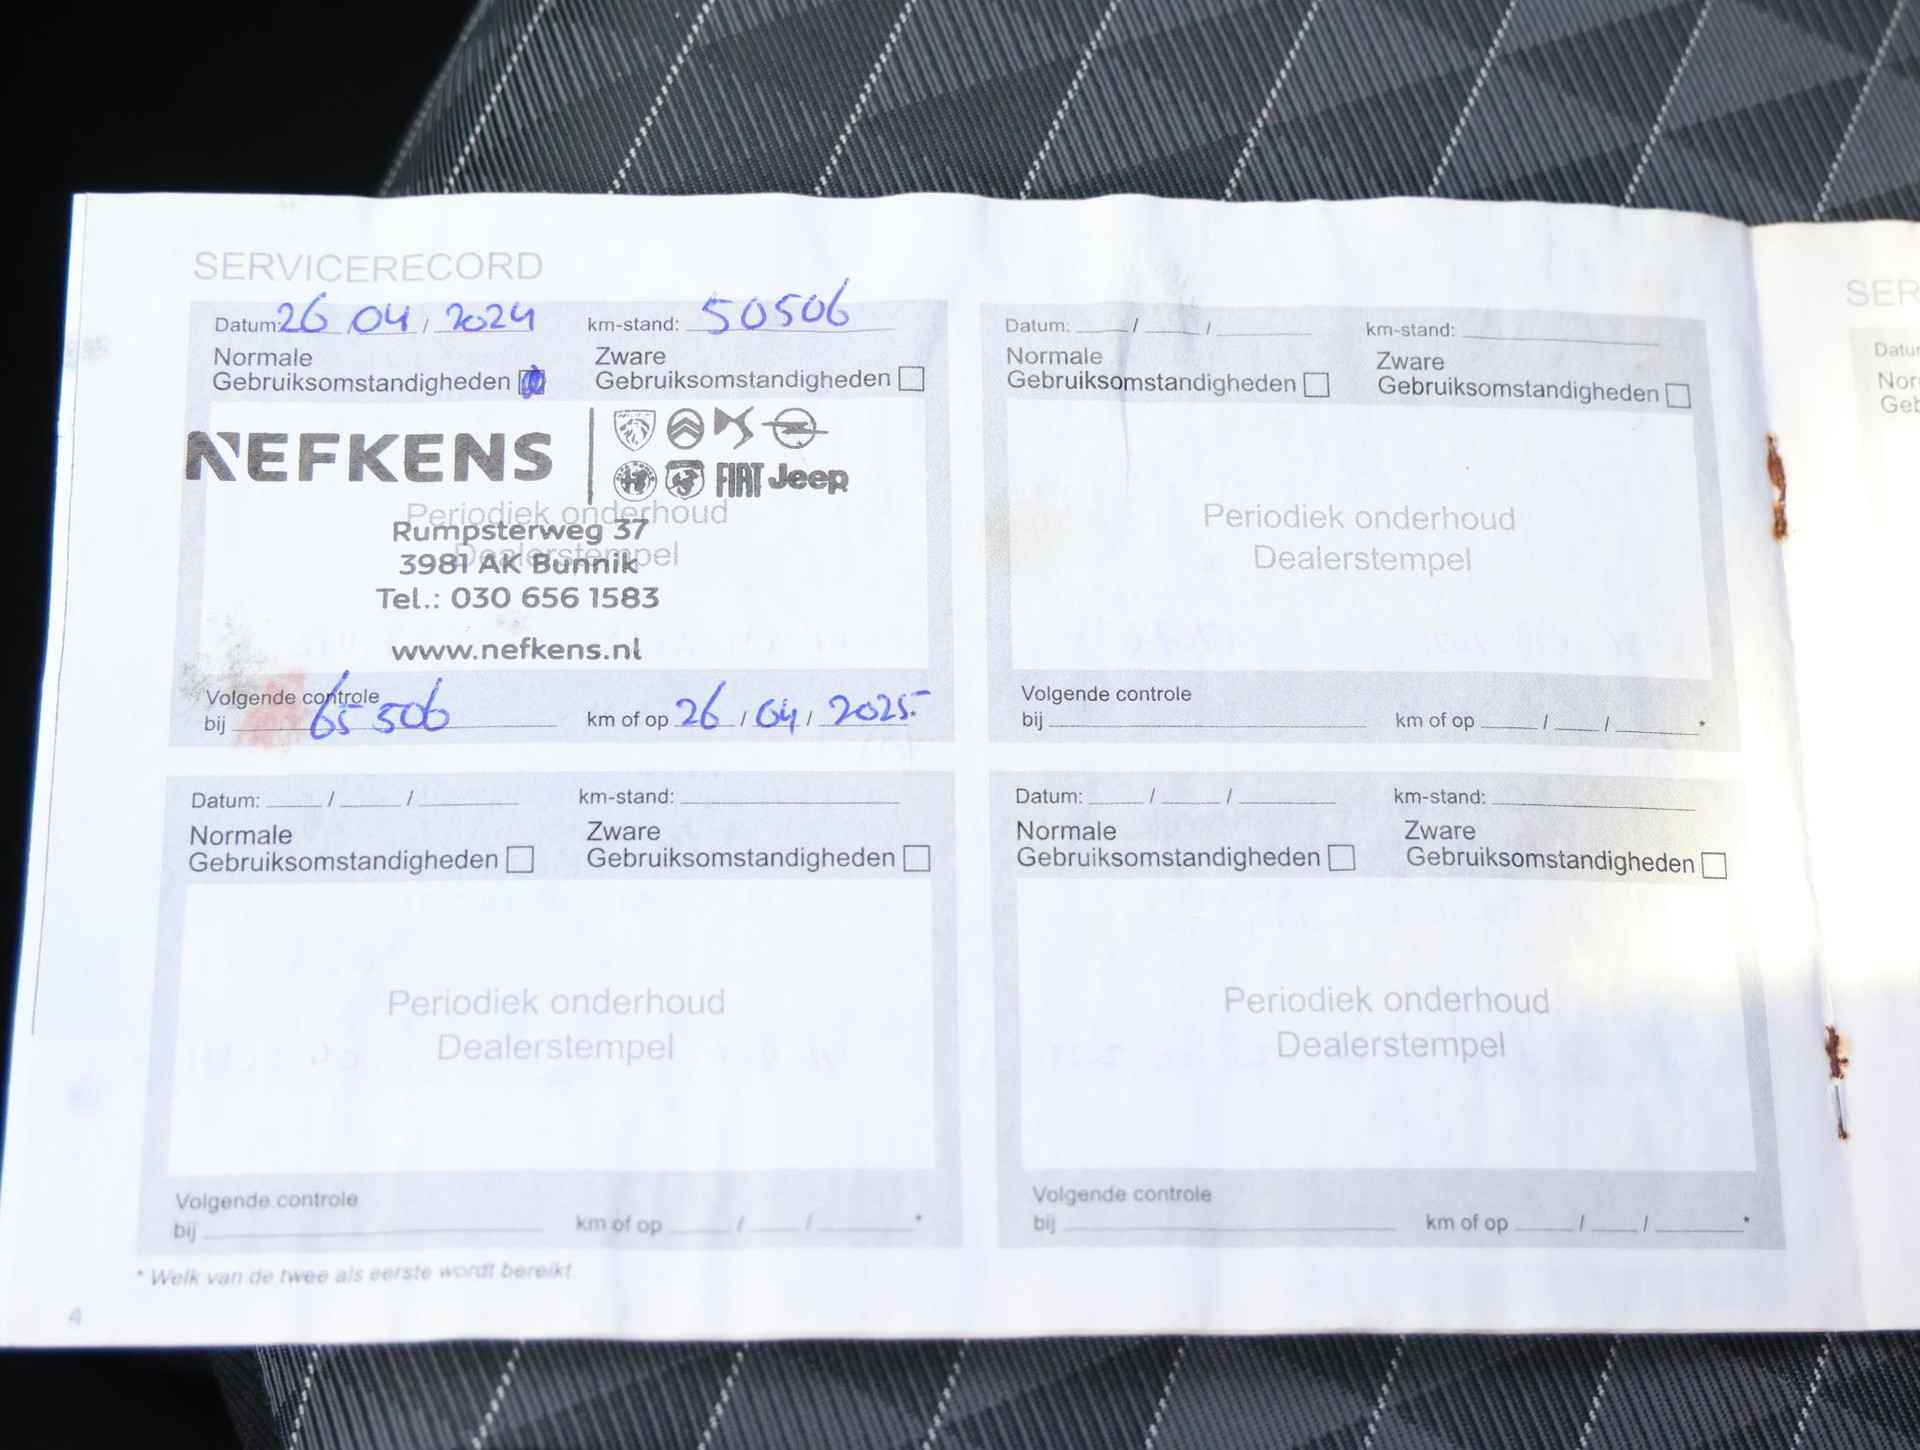 SERVICERECORD
Datum: 26 / 04 / 2024 km-stand: 50506
Normale Zware
Gebruiksomstandigheden Gebruiksomstandigheden
NEFKENS
FIAT Jeep
Periodiek onderhoud
Rumpsterweg 37
Dealerstempel
3981 AK Bunnik
Tel.: 030 656 1583
www.nefkens.nl
Volgende controle
bij 65 506 km of op 26 / 04 / 2025 *
Datum: / / km-stand:
Normale Zware
Gebruiksomstandigheden Gebruiksomstandigheden
Periodiek onderhoud
Dealerstempel
Volgende controle
bij km of op / / *
Datum: / / km-stand:
Normale Zware
Gebruiksomstandigheden Gebruiksomstandigheden
Periodiek onderhoud
Dealerstempel
Volgende controle
bij km of op / / *
Datum: / / km-stand:
Normale Zware
Gebruiksomstandigheden Gebruiksomstandigheden
Periodiek onderhoud
Dealerstempel
Volgende controle
bij km of op / / *
* Welk van de twee als eerste wordt bereikt.
4
SER
Datu
Nor
Geb